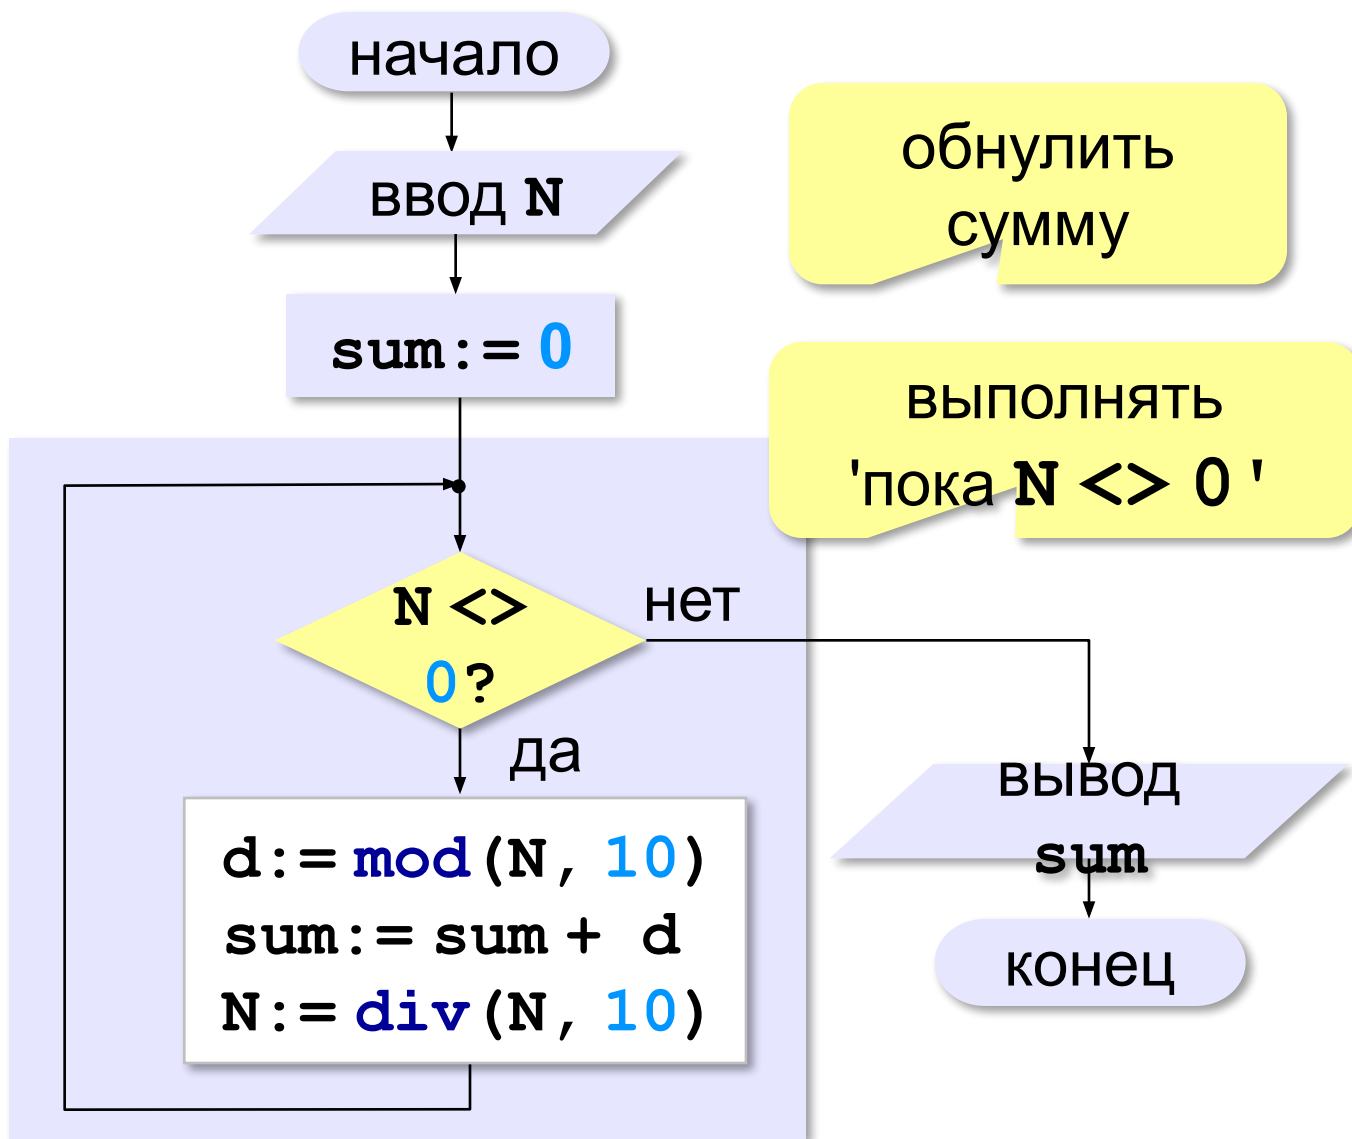 начало
ввод N
обнулить
сумму
sum:= 0
выполнять
'пока N <> 0 '
N <>
0?
нет
да
d:= mod(N, 10)
sum:= sum + d
N:= div(N, 10)
вывод
sum
конец